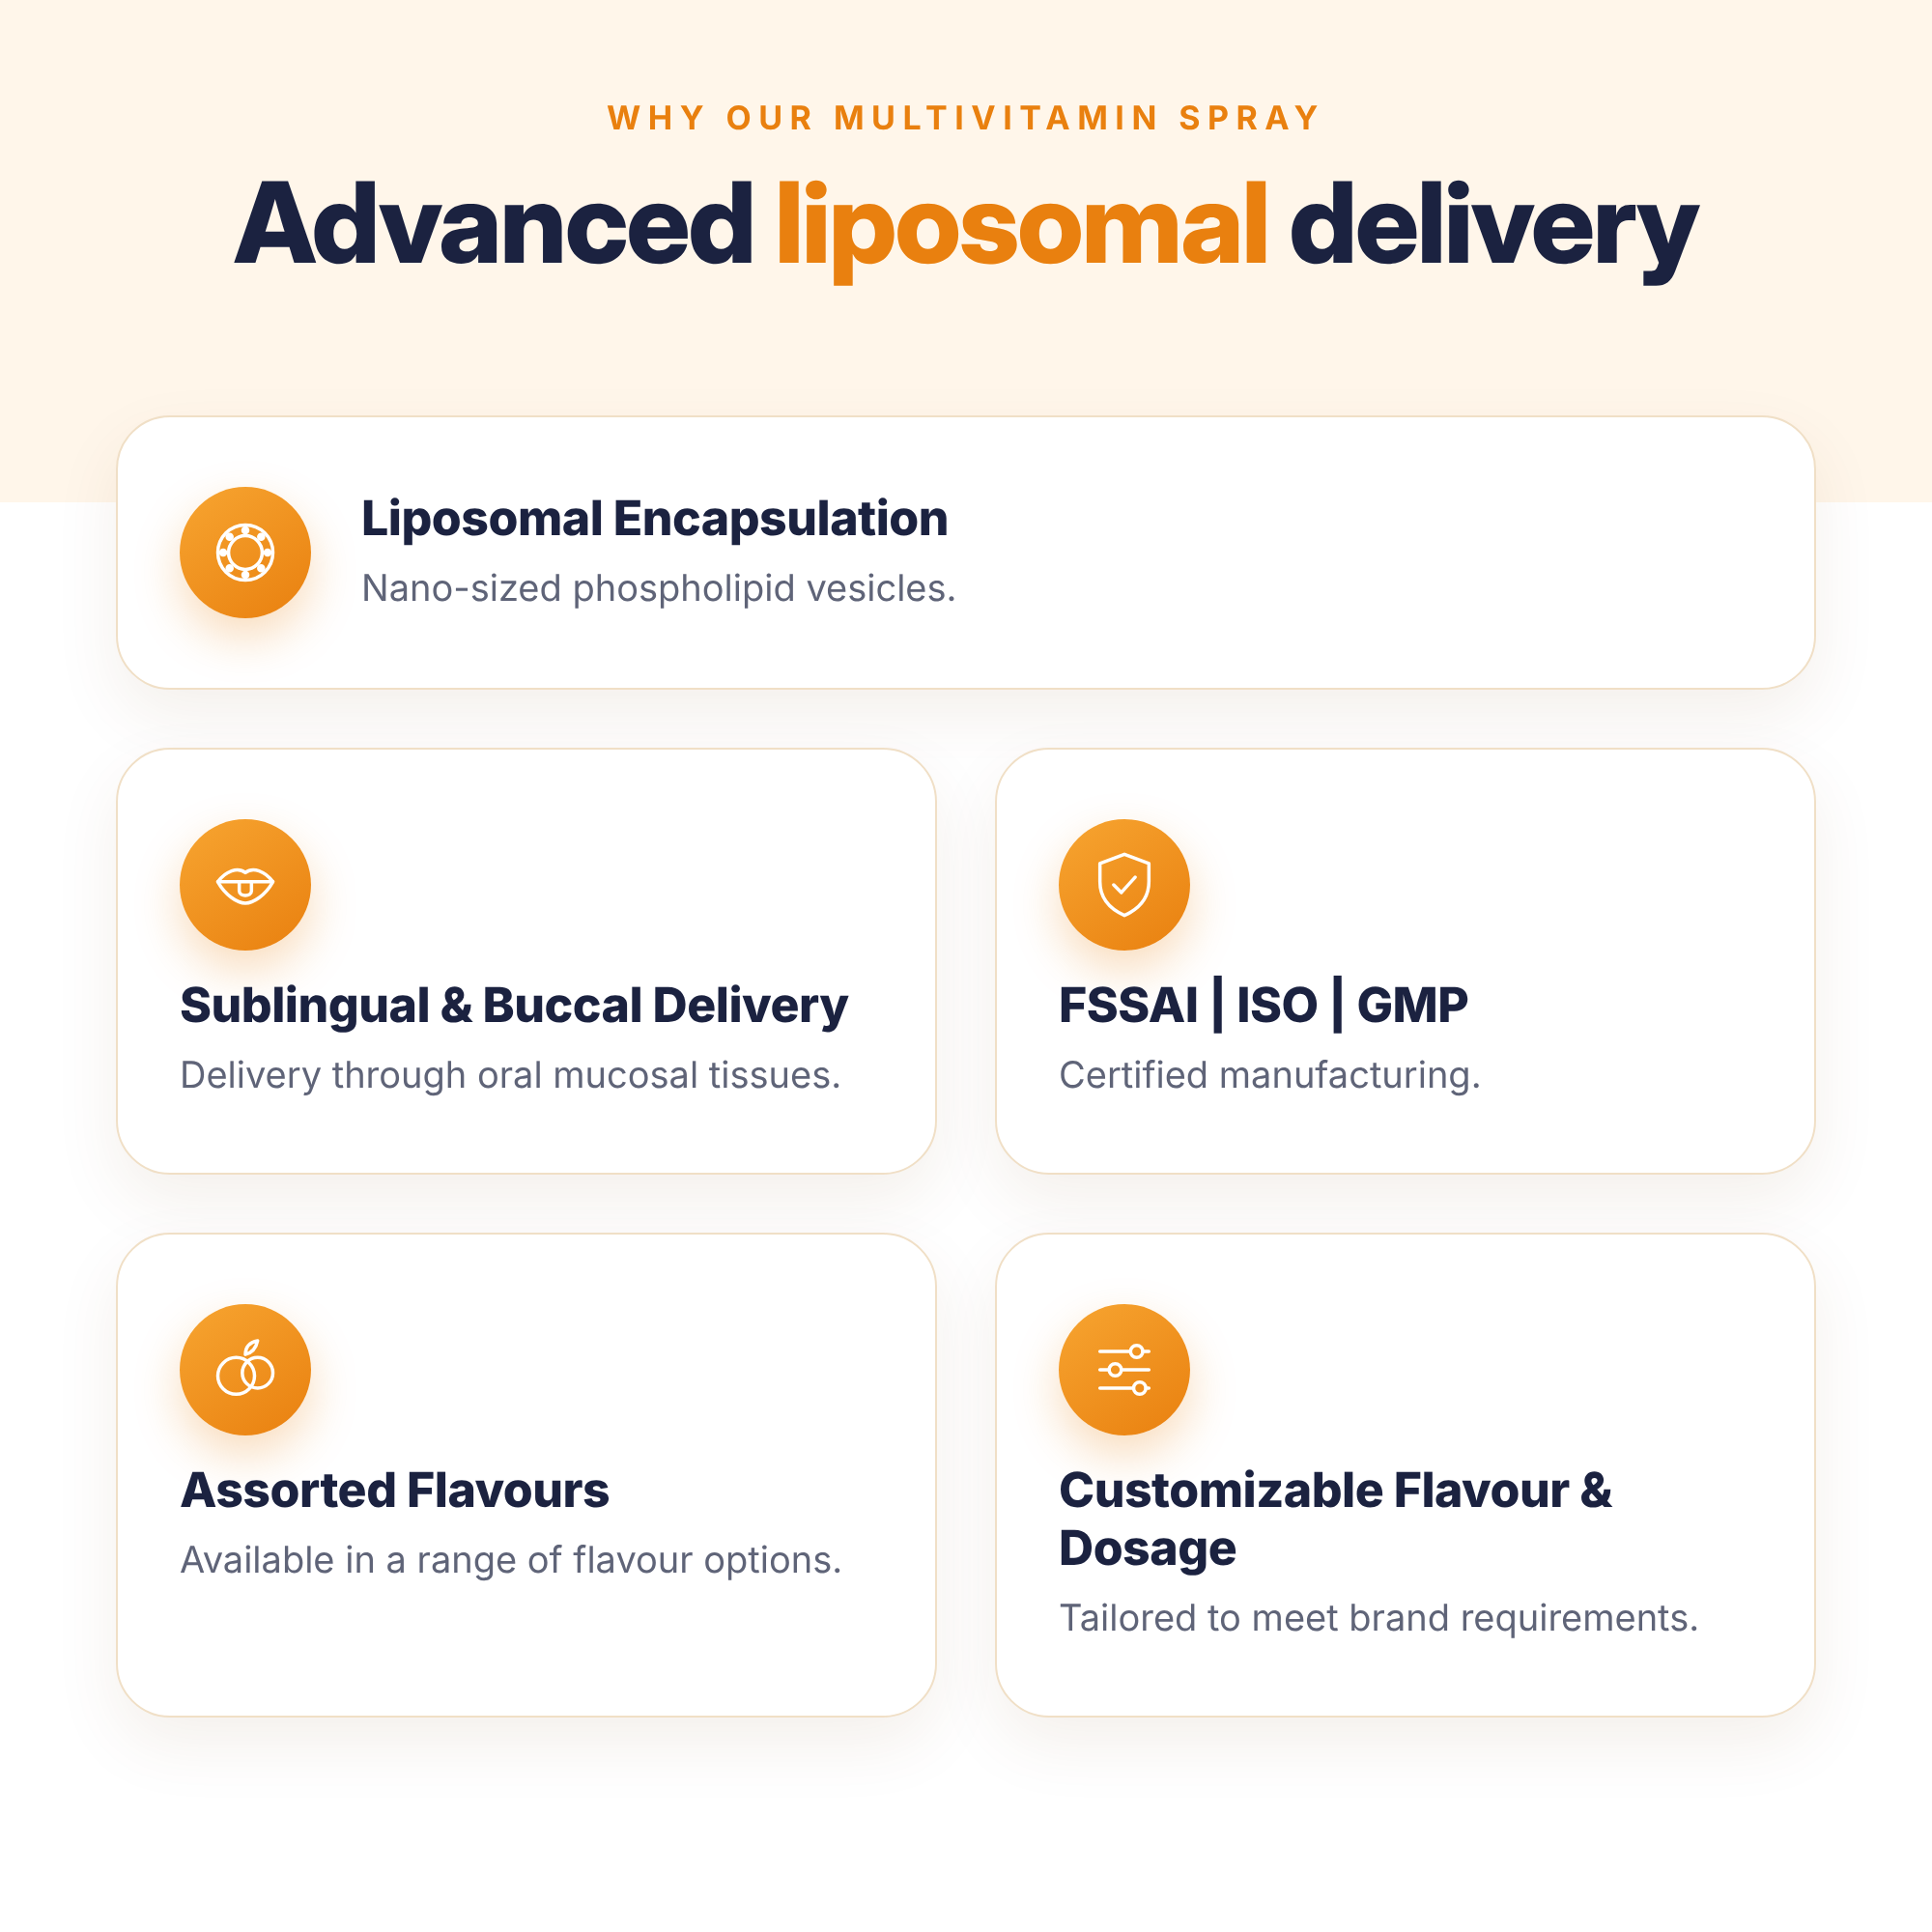 WHY OUR MULTIVITAMIN SPRAY
Advanced liposomal delivery
Liposomal Encapsulation
Nano-sized phospholipid vesicles.
Sublingual & Buccal Delivery
Delivery through oral mucosal tissues.
FSSAI | ISO | GMP
Certified manufacturing.
Assorted Flavours
Available in a range of flavour options.
Customizable Flavour &
Dosage
Tailored to meet brand requirements.